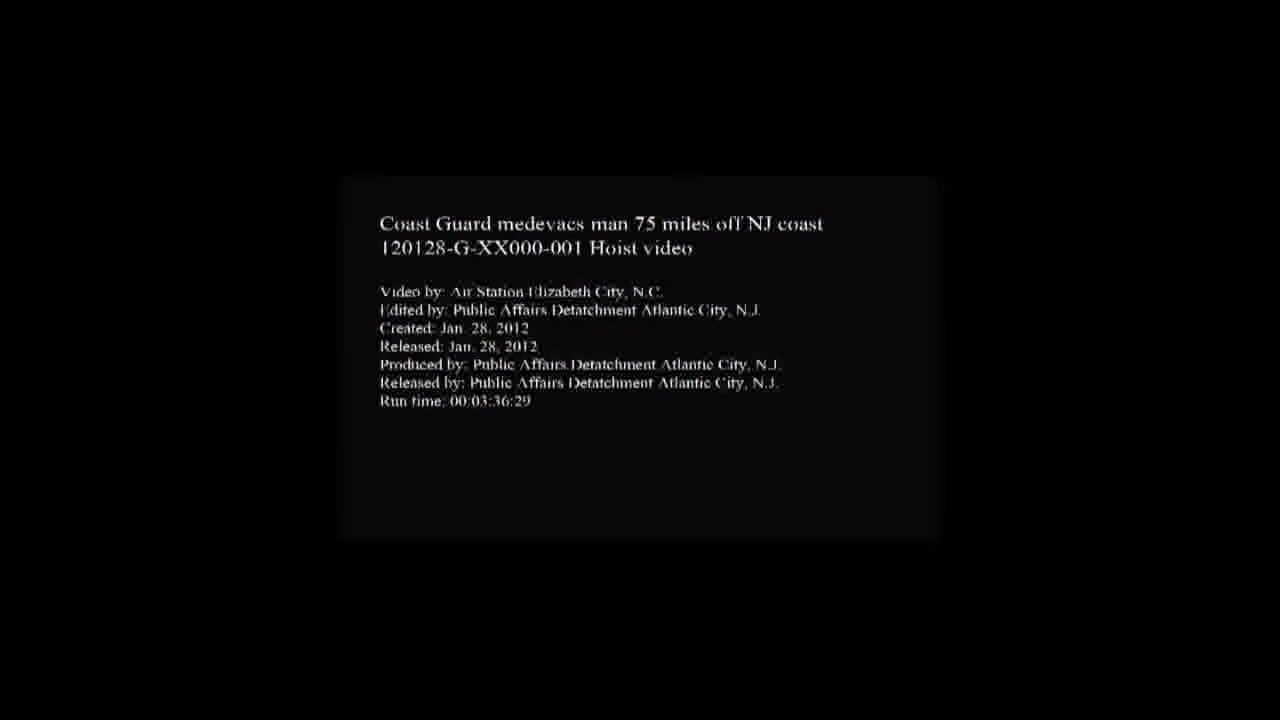 Coast Guard medevacs man 75 miles off NJ coast
120128-G-XX000-001 Hoist video
Video by: Air Station Elizabeth City, N.C.
Edited by: Public Affairs Detatchment Atlantic City, N.J.
Created: Jan. 28, 2012
Released: Jan. 28, 2012
Produced by: Public Affairs Detatchment Atlantic City, N.J.
Released by: Public Affairs Detatchment Atlantic City, N.J.
Run time: 00:03:36:29